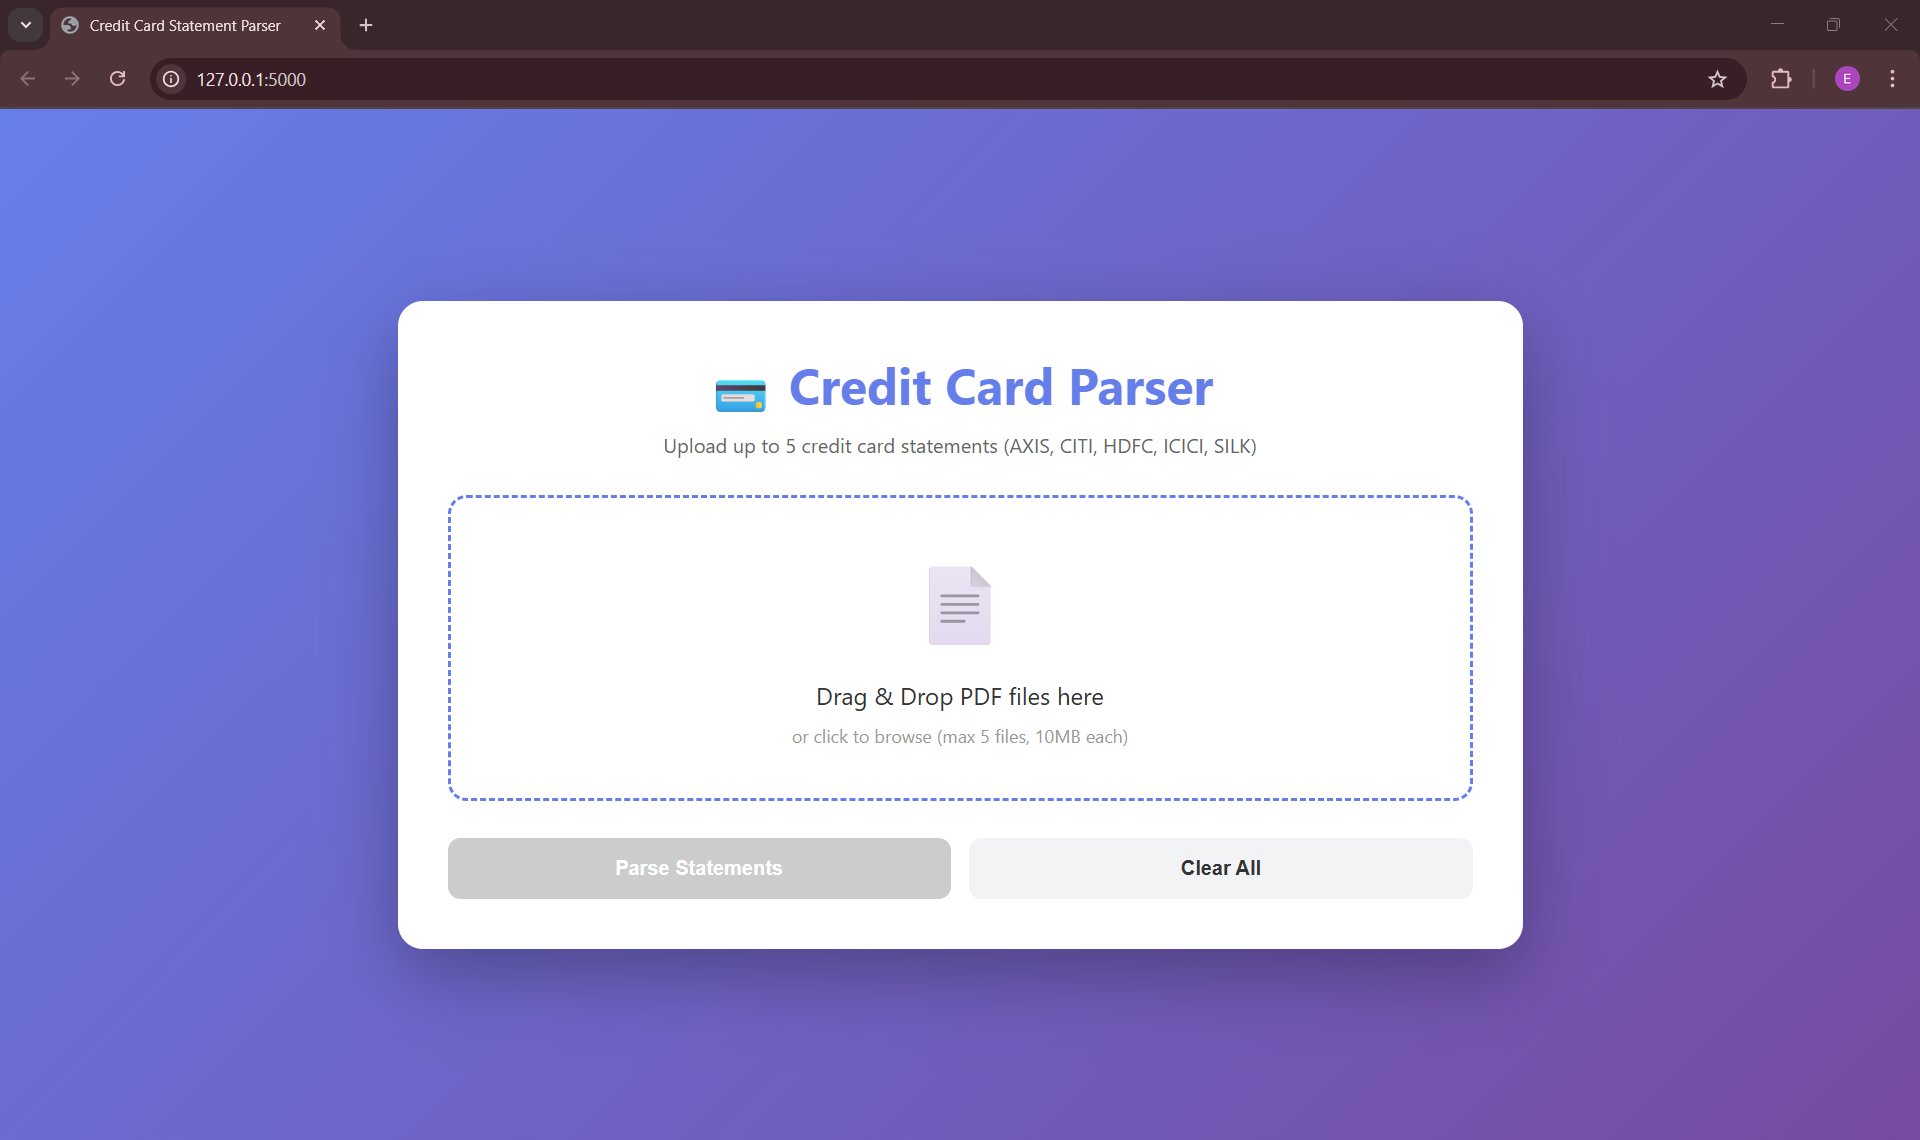 Credit Card Statement Parser
127.0.0.1:5000
E
Credit Card Parser
Upload up to 5 credit card statements (AXIS, CITI, HDFC, ICICI, SILK)
Drag & Drop PDF files here
or click to browse (max 5 files, 10MB each)
Parse Statements
Clear All